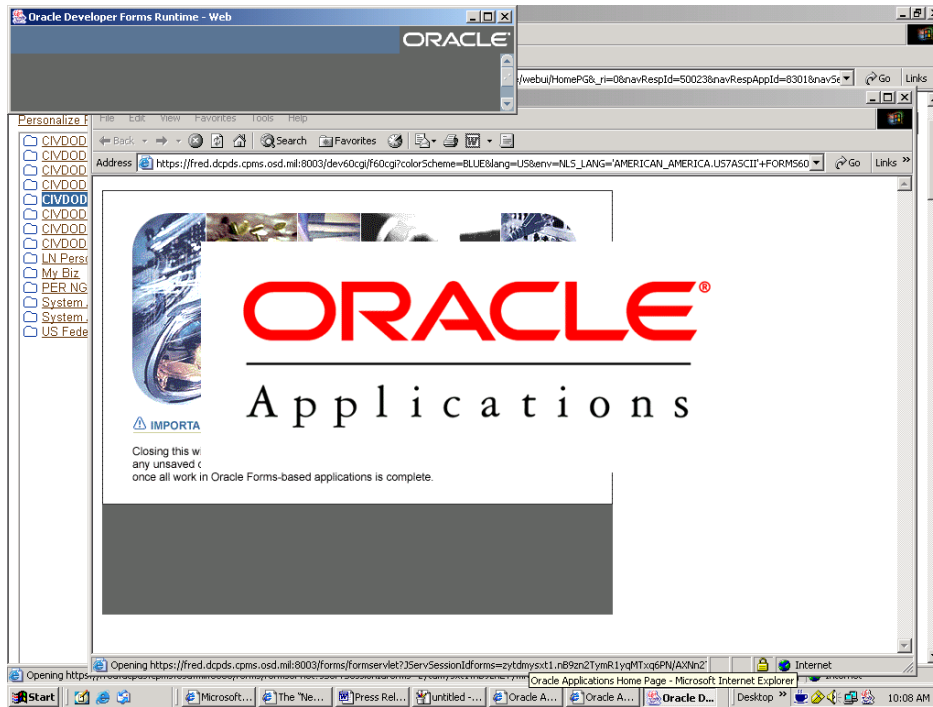 Oracle Developer Forms Runtime - Web
ORACLE
/webui/HomePG&_ri=0&navRespId=50023&navRespAppId=8301&navSe
Go
Links
Personalize
File Edit View Favorites Tools Help
Back
Search
Favorites
Address
https://fred.dcpds.cpms.osd.mil:8003/dev60cgi/f60cgi?colorScheme=BLUE&lang=US&env=NLS_LANG='AMERICAN_AMERICA.US7ASCII'+FORMS60
Go
Links »
CIVDOD
CIVDOD
CIVDOD
CIVDOD
CIVDOD
CIVDOD
CIVDOD
CIVDOD
LN Perso
My Biz
PER NG
System
System
US Fede
ORACLE®
Applications
IMPORTA
Closing this wi
any unsaved
once all work in Oracle Forms-based applications is complete.
Opening https://fred.dcpds.cpms.osd.mil:8003/forms/formservlet?JServSessionIdforms=zytdmysxt1.nB9zn2TymR1yqMTxq6PN/AXNn2
Internet
Opening https
Oracle Applications Home Page - Microsoft Internet Explorer
Start
Microsoft...
The "Ne...
Press Rel...
untitled -...
Oracle A...
Oracle A...
Oracle D...
Desktop »
10:08 AM